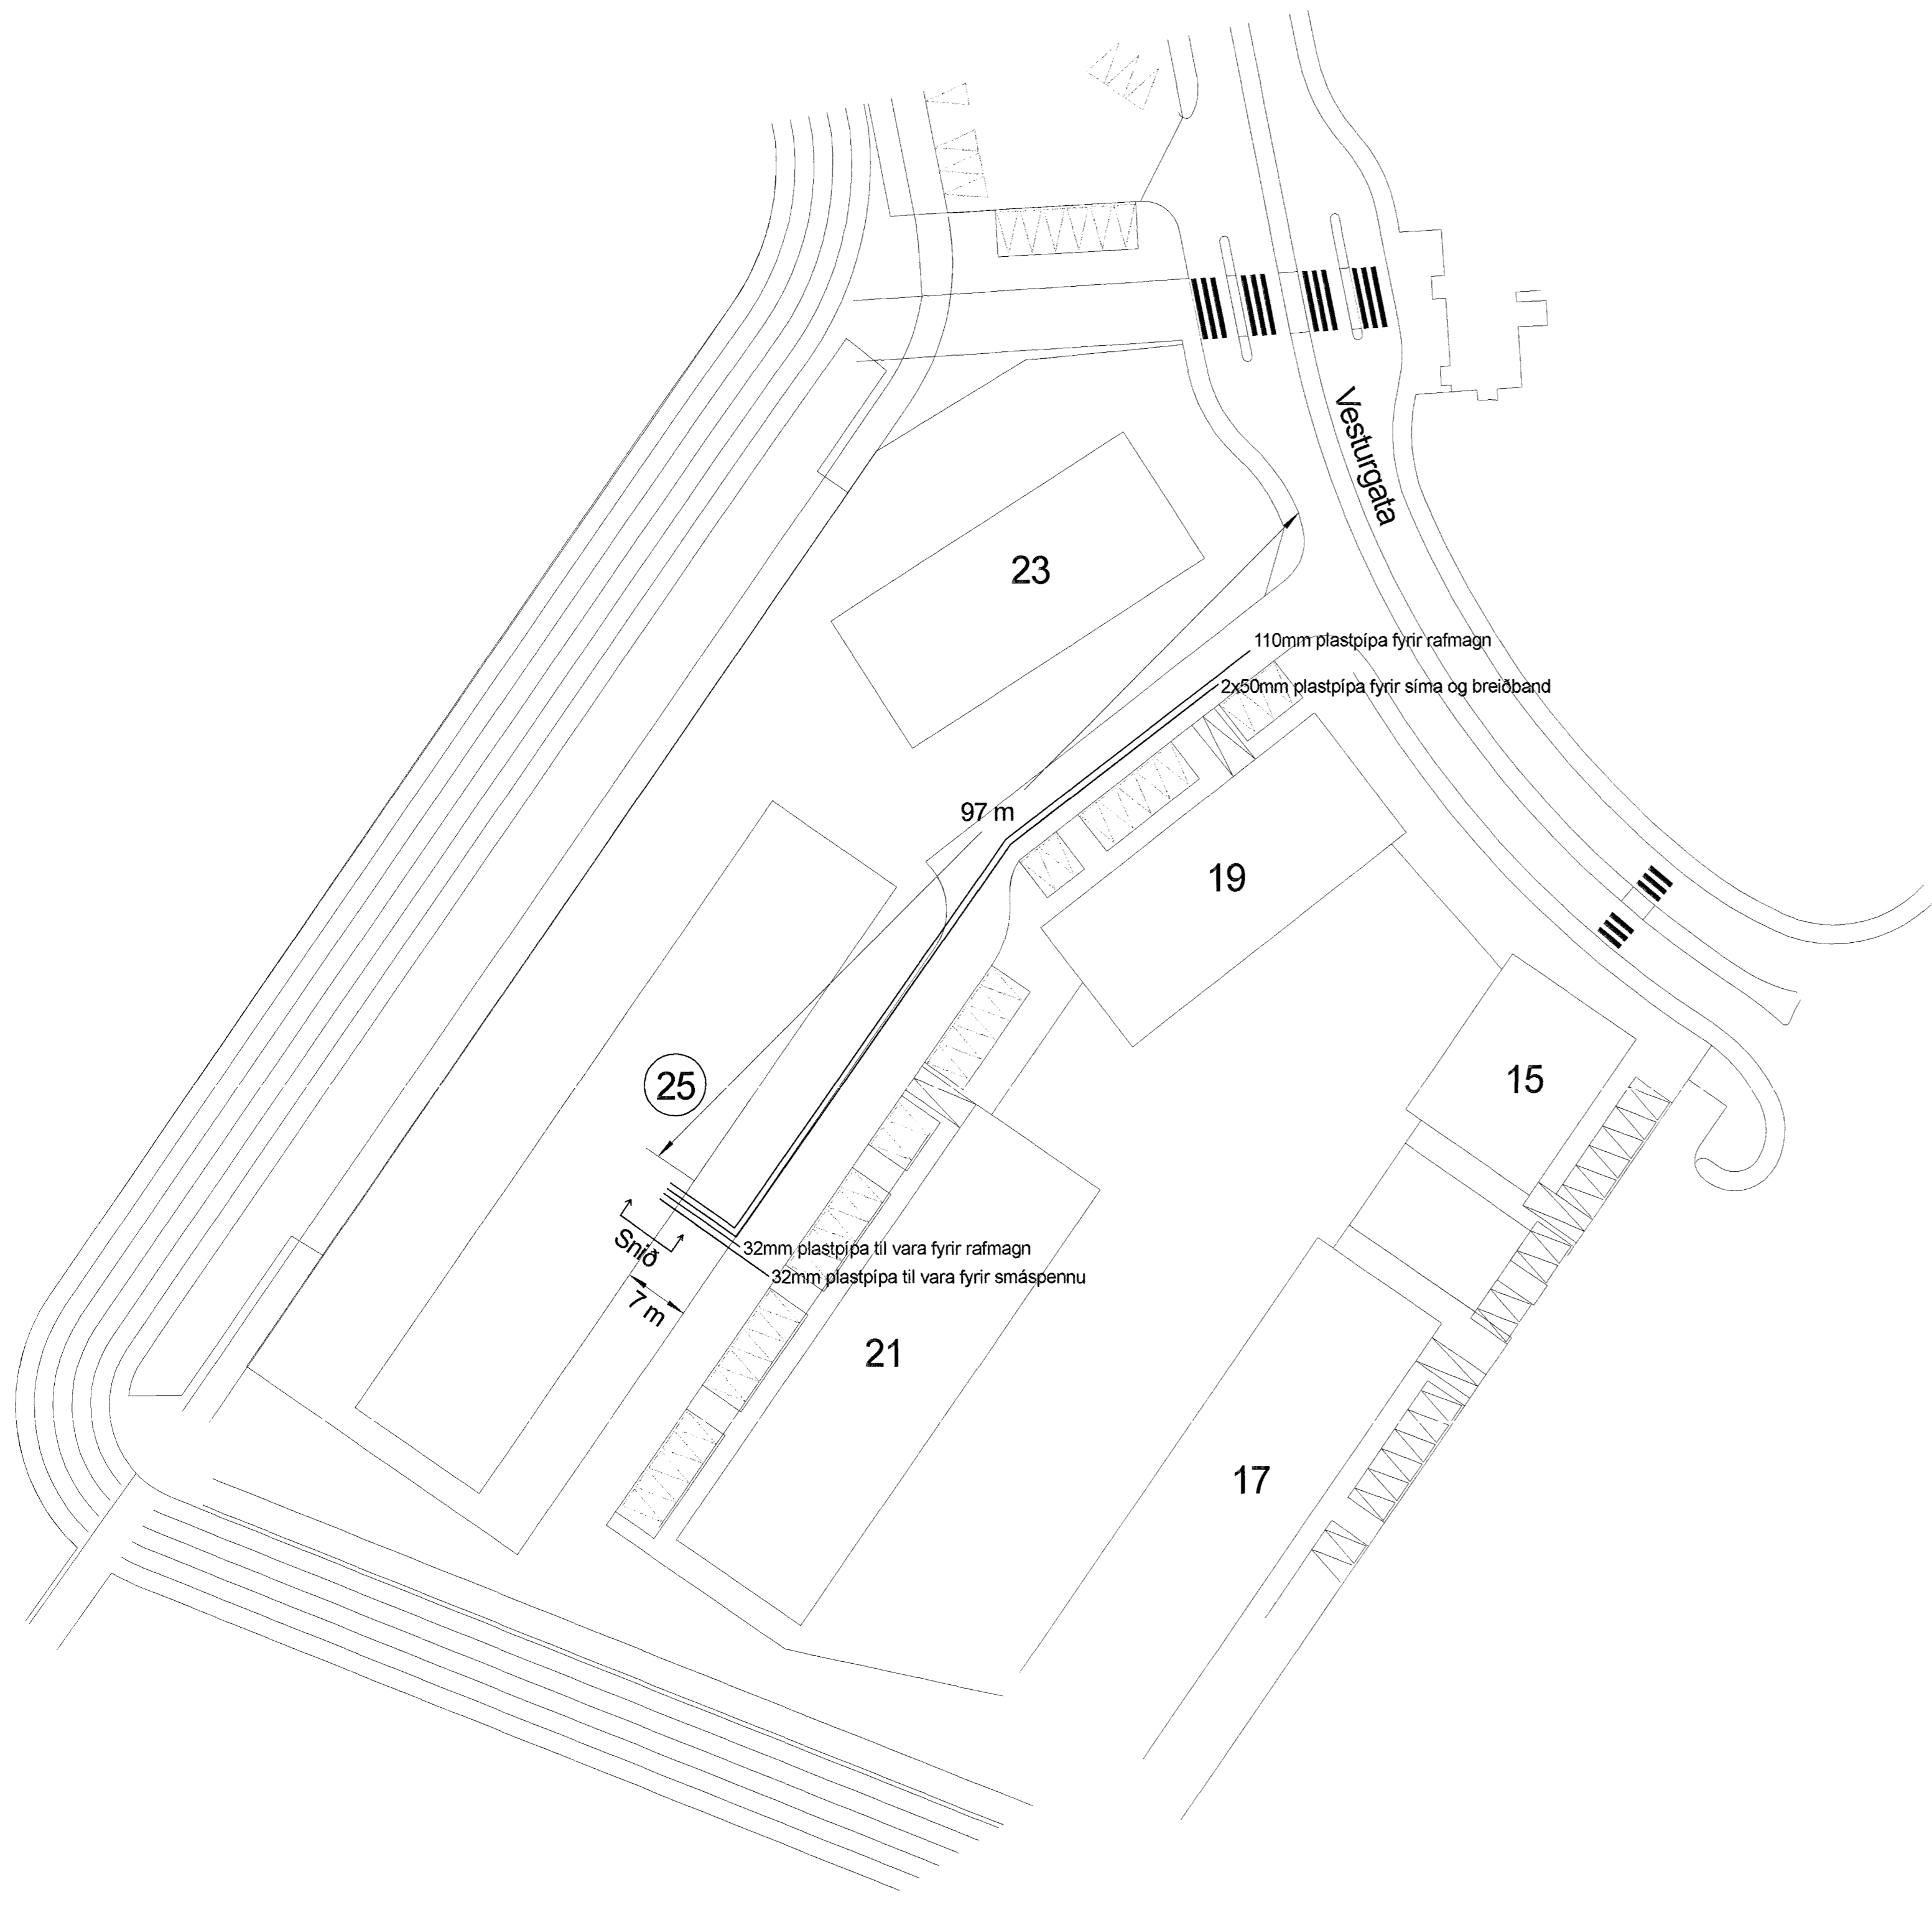 Vesturgata
23
110mm plastpípa fyrir rafmagn
2x50mm plastpípa fyrir síma og breiðband
97 m
19
25
15
Snið
32mm plastpípa til vara fyrir rafmagn
32mm plastpípa til vara fyrir smáspennu
7 m
21
17